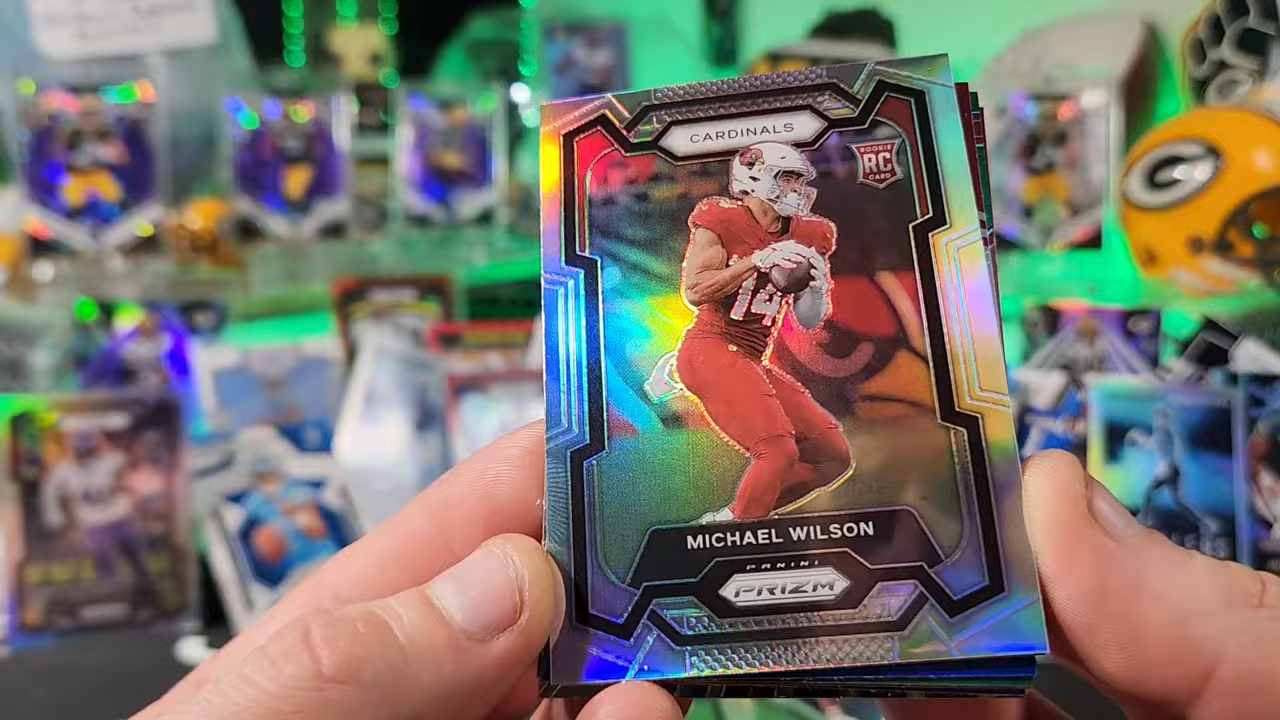 CARDINALS
ROOKIE
RC
CARD
14
MICHAEL WILSON
PANINI
PRIZM